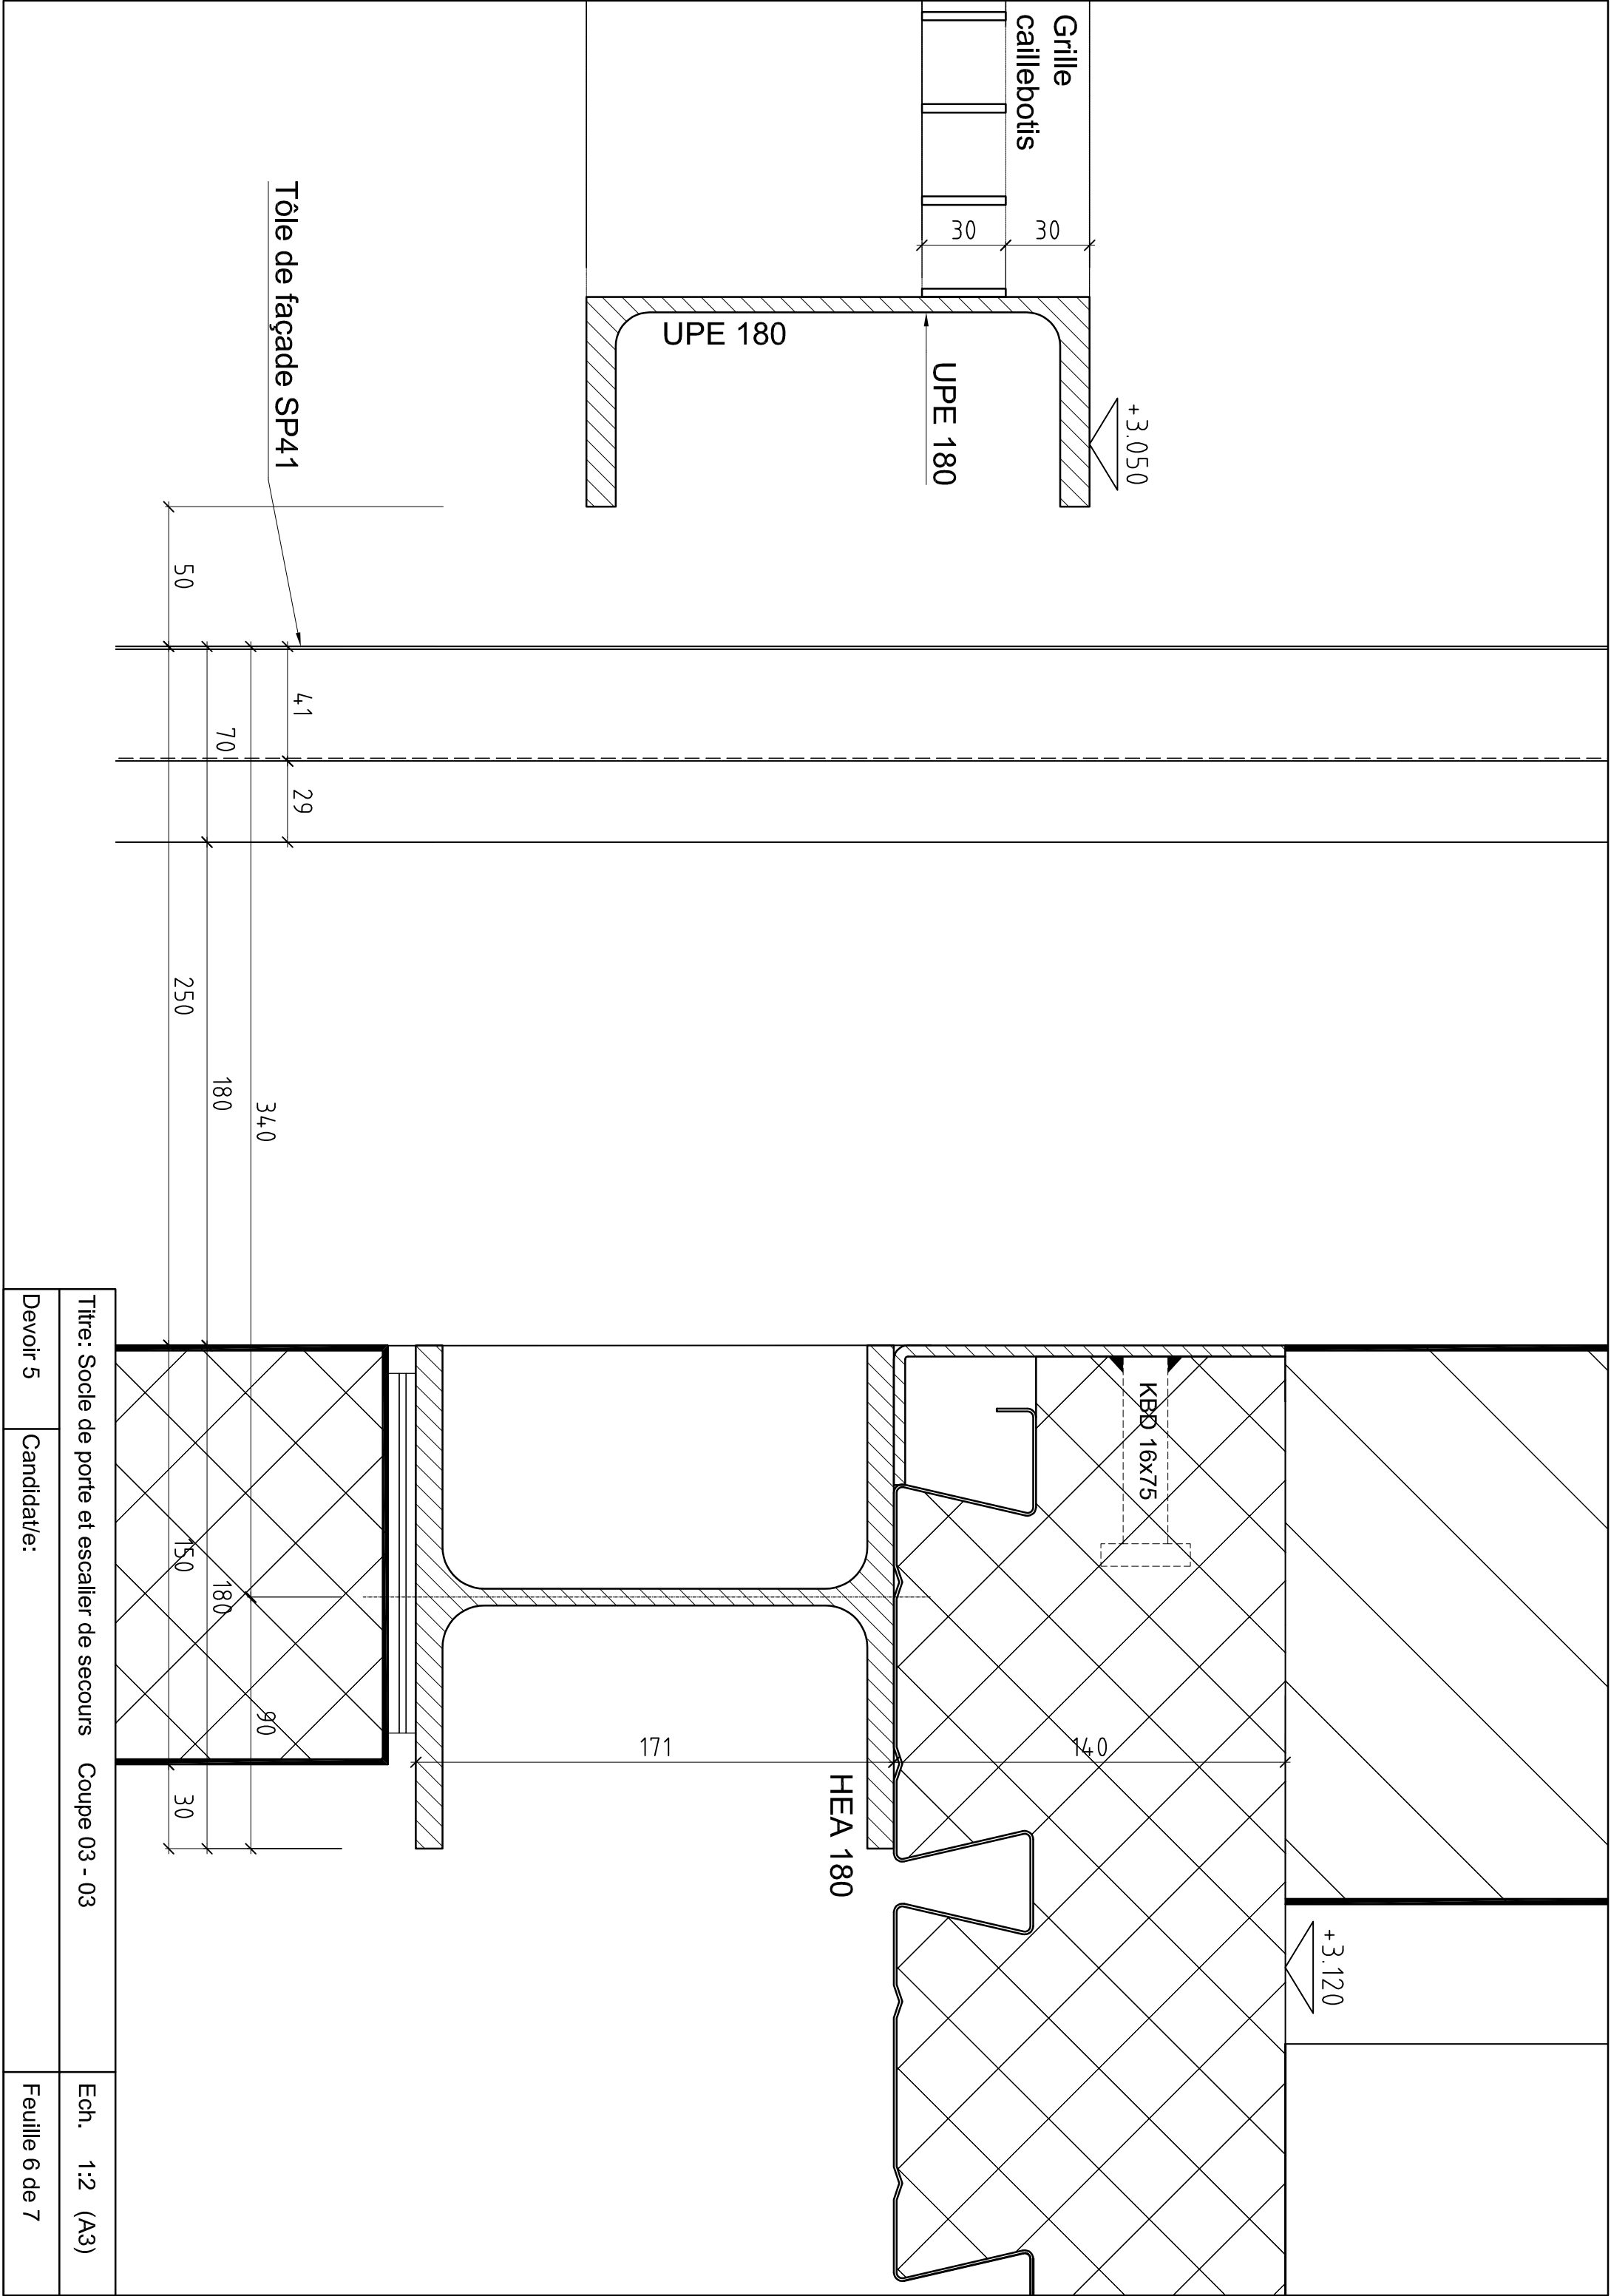 +3.120
+3.050
Grille
caillebotis
30
30
UPE 180
UPE 180
KBD 16x75
140
171
HEA 180
Tôle de façade SP41
41
29
340
90
70
180
180
50
250
150
30
Titre: Socle de porte et escalier de secours Coupe 03 - 03
Ech. 1:2 (A3)
Devoir 5
Candidat/e:
Feuille 6 de 7